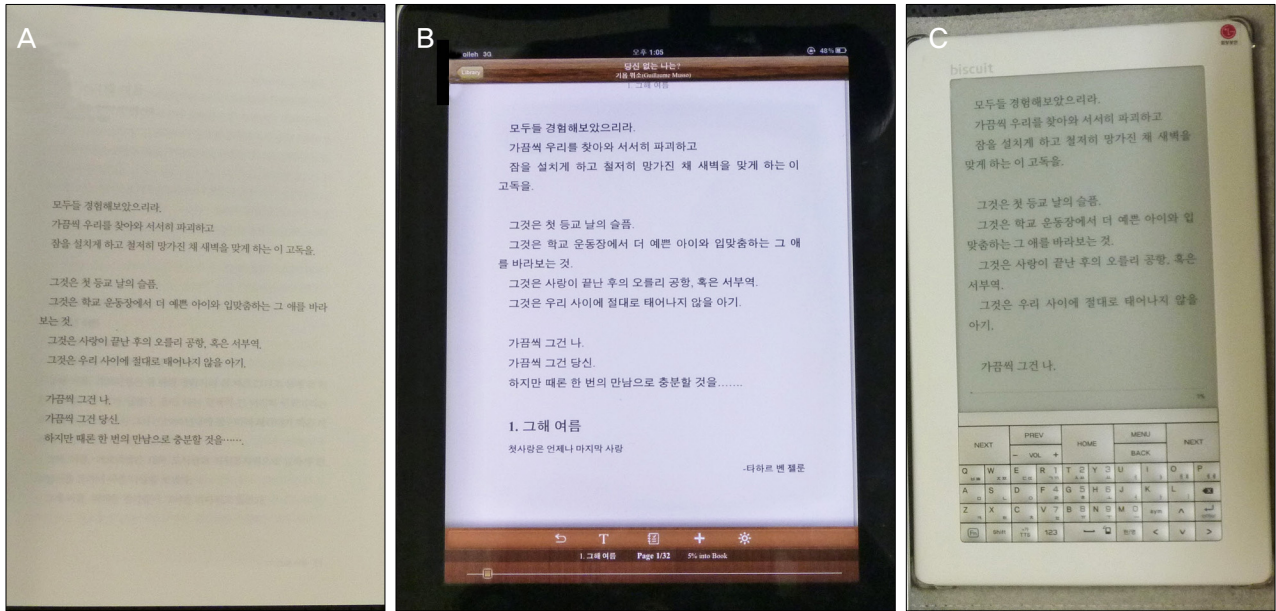 A
모두들 경험해보았으리라.
가끔씩 우리를 찾아와 서서히 파괴하고
잠을 설치게 하고 철저히 망가진 채 새벽을 맞게 하는 이 고독을.
그것은 첫 등교 날의 슬픔.
그것은 학교 운동장에서 더 예쁜 아이와 입맞춤하는 그 애를 바라
보는 것.
그것은 사랑이 끝난 후의 오를리 공항, 혹은 서부역.
그것은 우리 사이에 절대로 태어나지 않을 아기.
가끔씩 그건 나.
가끔씩 그건 당신.
하지만 때론 한 번의 만남으로 충분할 것을…….
B
olleh 3G
오후 1:05
48%
Library
당신 없는 나는?
기욤 뮈소(Guillaume Musso)
1. 그해 여름
모두들 경험해보았으리라.
가끔씩 우리를 찾아와 서서히 파괴하고
잠을 설치게 하고 철저히 망가진 채 새벽을 맞게 하는 이
고독을.
그것은 첫 등교 날의 슬픔.
그것은 학교 운동장에서 더 예쁜 아이와 입맞춤하는 그 애
를 바라보는 것.
그것은 사랑이 끝난 후의 오를리 공항, 혹은 서부역.
그것은 우리 사이에 절대로 태어나지 않을 아기.
가끔씩 그건 나.
가끔씩 그건 당신.
하지만 때론 한 번의 만남으로 충분할 것을…….
1. 그해 여름
첫사랑은 언제나 마지막 사랑
-타하르 벤 젤룬
1. 그해 여름 Page 1/32 5% into Book
C
biscuit
모두들 경험해보았으리라.
가끔씩 우리를 찾아와 서서히 파괴하고
잠을 설치게 하고 철저히 망가진 채 새벽을
맞게 하는 이 고독을.
그것은 첫 등교 날의 슬픔.
그것은 학교 운동장에서 더 예쁜 아이와 입
맞춤하는 그 애를 바라보는 것.
그것은 사랑이 끝난 후의 오를리 공항, 혹은
서부역.
그것은 우리 사이에 절대로 태어나지 않을
아기.
가끔씩 그건 나.
NEXT PREV HOME MENU NEXT
- VOL + BACK
Q W E R 1 T 2 Y 3 U I O P
A S D F 4 G 5 H 6 J K L
Z X C V 7 B 8 N 9 M 0 sym
Fn Shift TTS 123 한/영